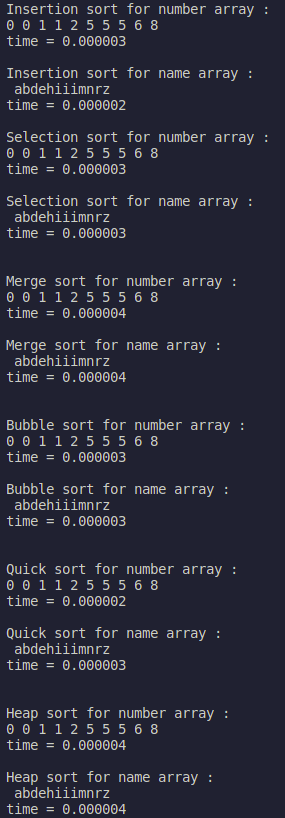 Insertion sort for number array :
0 0 1 1 2 5 5 5 6 8
time = 0.000003
Insertion sort for name array :
abdehiiimnrz
time = 0.000002
Selection sort for number array :
0 0 1 1 2 5 5 5 6 8
time = 0.000003
Selection sort for name array :
abdehiiimnrz
time = 0.000003
Merge sort for number array :
0 0 1 1 2 5 5 5 6 8
time = 0.000004
Merge sort for name array :
abdehiiimnrz
time = 0.000004
Bubble sort for number array :
0 0 1 1 2 5 5 5 6 8
time = 0.000003
Bubble sort for name array :
abdehiiimnrz
time = 0.000003
Quick sort for number array :
0 0 1 1 2 5 5 5 6 8
time = 0.000002
Quick sort for name array :
abdehiiimnrz
time = 0.000003
Heap sort for number array :
0 0 1 1 2 5 5 5 6 8
time = 0.000004
Heap sort for name array :
abdehiiimnrz
time = 0.000004